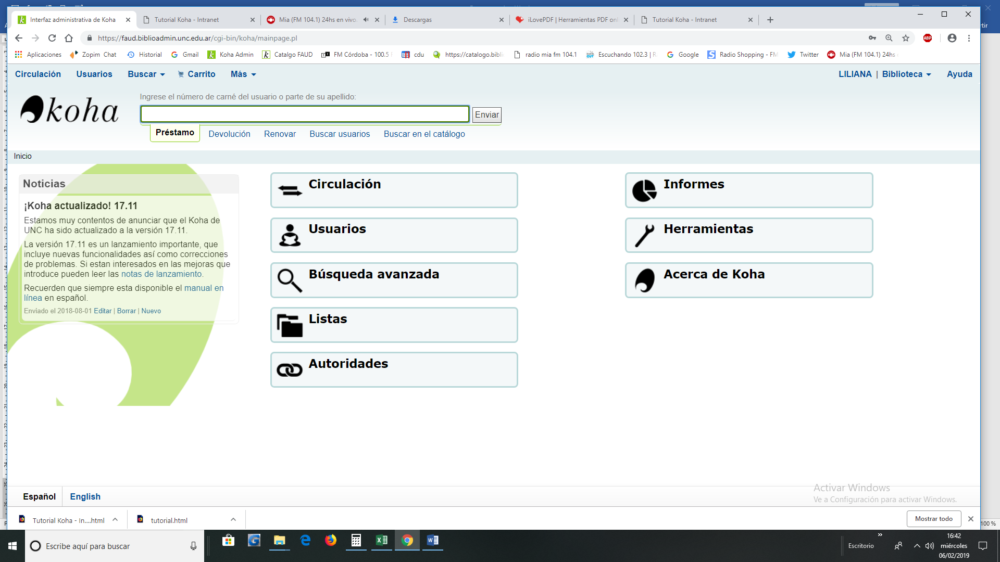 Interfaz administrativa de Koha
Tutorial Koha - Intranet
Mia (FM 104.1) 24hs en vivo.
Descargas
iLovePDF | Herramientas PDF onl
Tutorial Koha - Intranet
rtir
https://faud.biblioadmin.unc.edu.ar/cgi-bin/koha/mainpage.pl
ABP
Aplicaciones
Zopim Chat
Historial
Gmail
Koha Admin
Catalgo FAUD
FM Córdoba - 100.5
cdu
https://catalogo.bibli
radio mia fm 104.1
Escuchando 102.3 | R
Google
Radio Shopping - FM
Twitter
Mia (FM 104.1) 24hs
Circulación Usuarios Buscar Carrito Más
LILIANA | Biblioteca Ayuda
koha
Ingrese el número de carné del usuario o parte de su apellido:
Enviar
Préstamo Devolución Renovar Buscar usuarios Buscar en el catálogo
Inicio
Noticias
¡Koha actualizado! 17.11
Estamos muy contentos de anunciar que el Koha de
UNC ha sido actualizado a la versión 17.11.
La versión 17.11 es un lanzamiento importante, que
incluye nuevas funcionalidades así como correcciones
de problemas. Si estan interesados en las mejoras que
introduce pueden leer las notas de lanzamiento.
Recuerden que siempre esta disponible el manual en
línea en español.
Enviado el 2018-08-01 Editar | Borrar | Nuevo
Circulación
Usuarios
Búsqueda avanzada
Listas
Autoridades
Informes
Herramientas
Acerca de Koha
Activar Windows
Ve a Configuración para activar Windows.
Español English
Tutorial Koha - In....html
tutorial.html
Mostrar todo
100 %
Escribe aquí para buscar
Escritorio
16:42
miércoles
06/02/2019